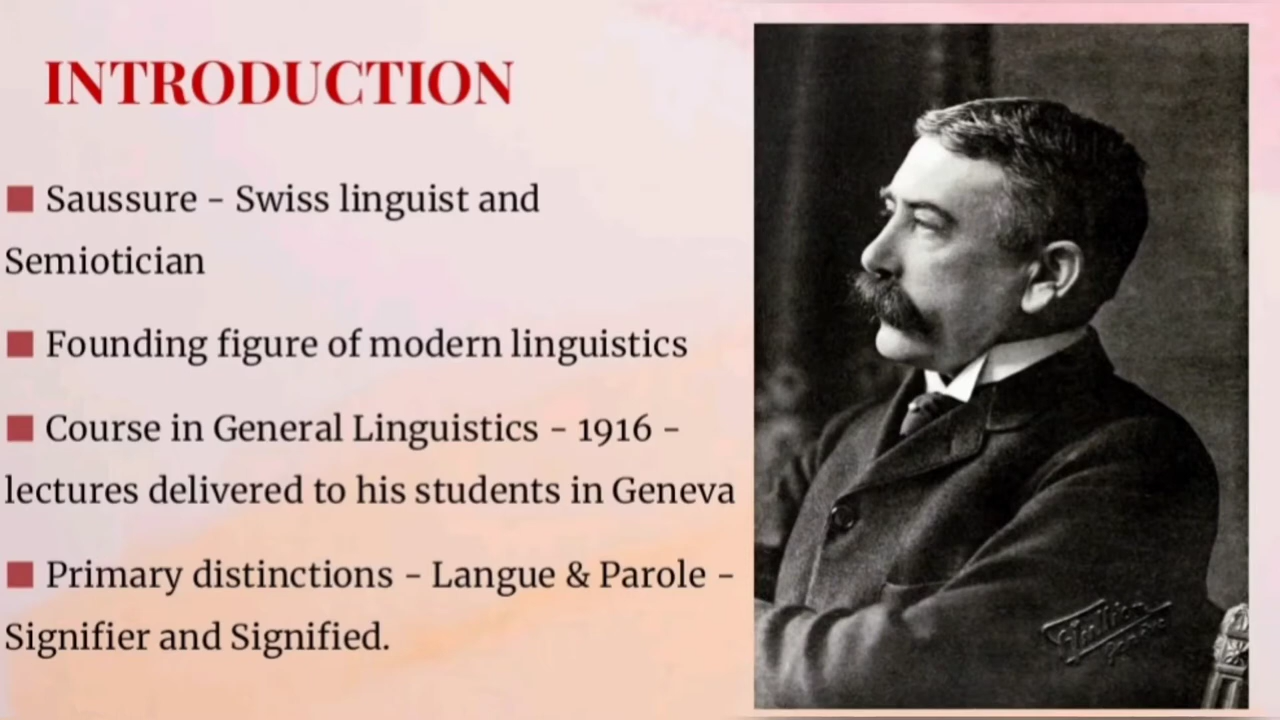 INTRODUCTION
Saussure – Swiss linguist and
Semiotician
Founding figure of modern linguistics
Course in General Linguistics – 1916 –
lectures delivered to his students in Geneva
Primary distinctions – Langue & Parole –
Signifier and Signified.